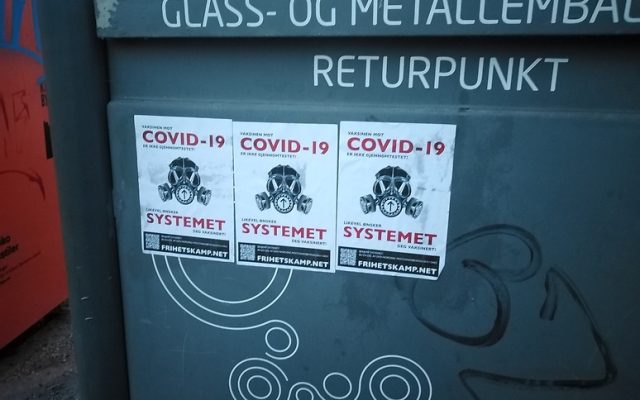 GLASS- OG METALLEMBAL
RETURPUNKT
VAKSINEN MOT
COVID-19
ER IKKE GJENNOMTESTET!
LIKEVEL ØNSKER
SYSTEMET
DEG VAKSINERT!
FRIHETSKAMP.NET
VAKSINEN MOT
COVID-19
ER IKKE GJENNOMTESTET!
LIKEVEL ØNSKER
SYSTEMET
DEG VAKSINERT!
FRIHETSKAMP.NET
VAKSINEN MOT
COVID-19
ER IKKE GJENNOMTESTET!
LIKEVEL ØNSKER
SYSTEMET
DEG VAKSINERT!
FRIHETSKAMP.NET